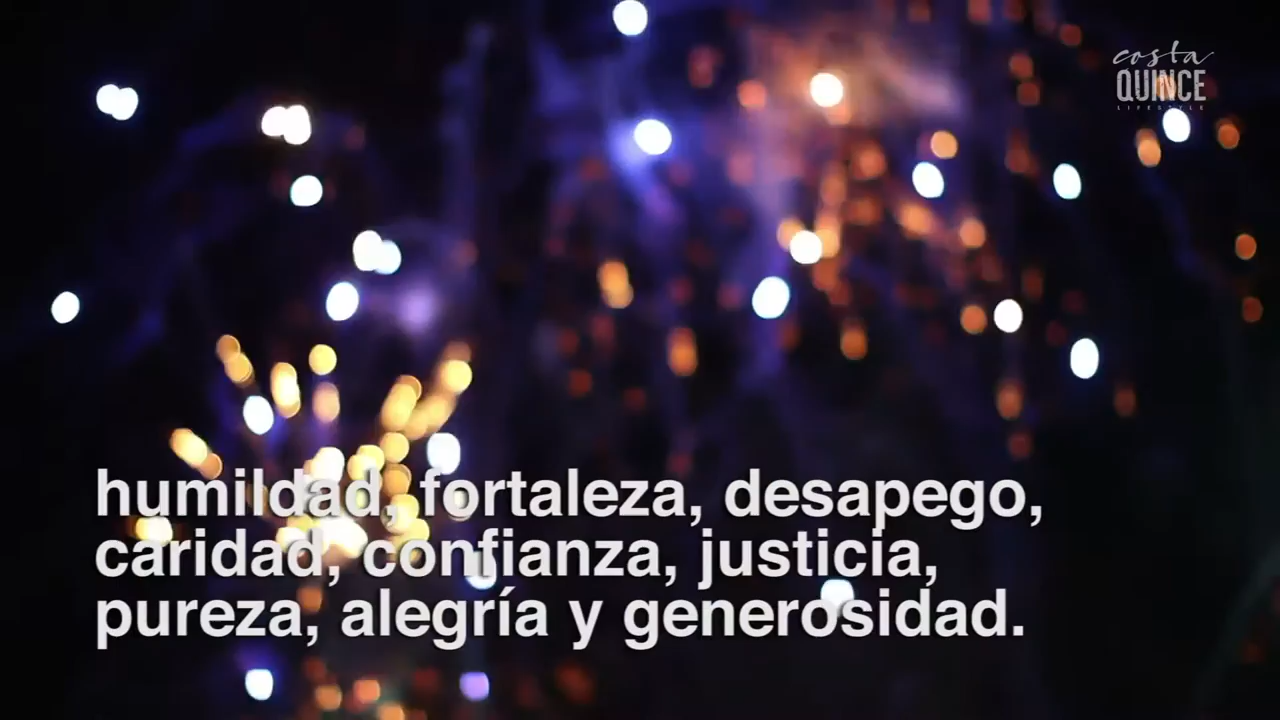 costa
QUINCE
LIFESTYLE
humildad, fortaleza, desapego,
caridad, confianza, justicia,
pureza, alegría y generosidad.